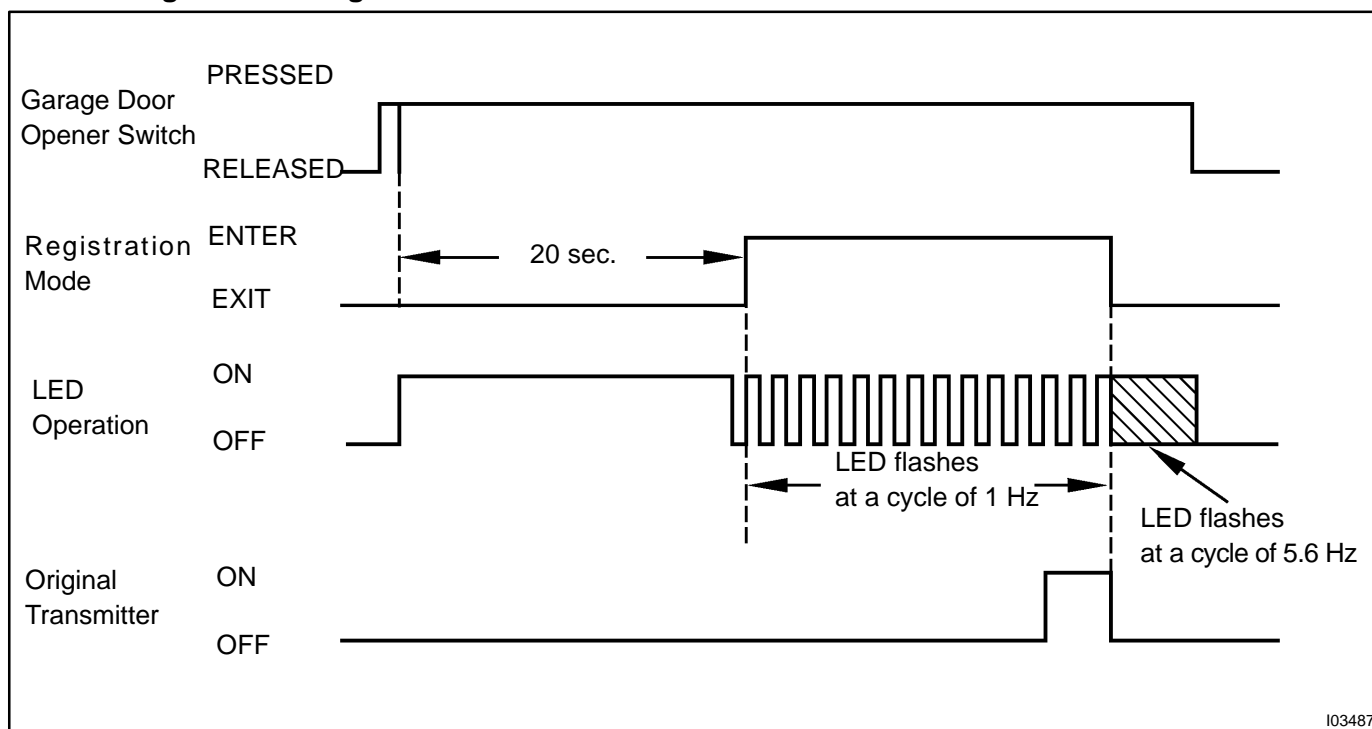 Garage Door
Opener Switch
PRESSED
RELEASED
Registration
Mode
ENTER
EXIT
20 sec.
LED
Operation
ON
OFF
LED flashes
at a cycle of 1 Hz
LED flashes
at a cycle of 5.6 Hz
Original
Transmitter
ON
OFF
I03487